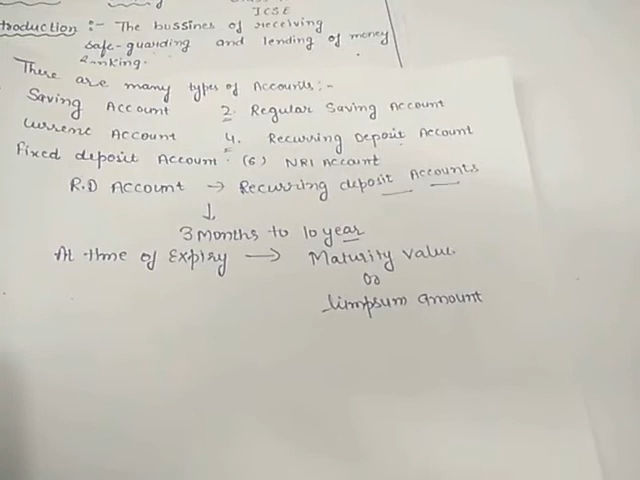 ICSE
troduction :- The bussines of receiving
safe-guarding and lending of money
Banking.
There are many types of Accounts:-
Saving Account 2. Regular Saving Account
Current Account 4. Recurring Deposit Account
Fixed deposit Account. (6) NRI Account
R.D Account → Recurring deposit Accounts
↓
3 Months to 10 year
At time of Expiry → Maturity value.
or
limpsum amount